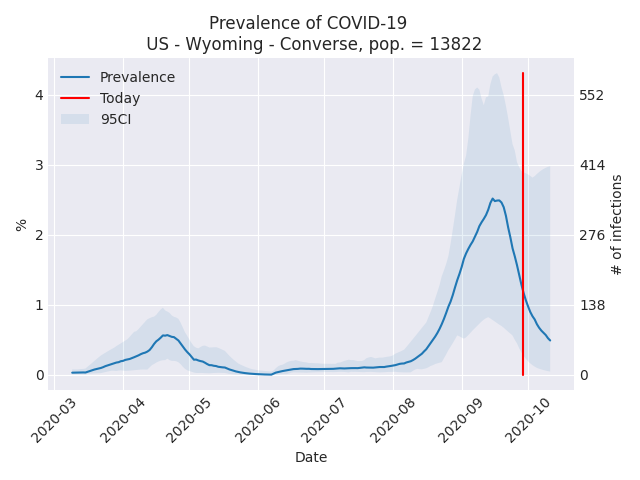 Prevalence of COVID-19
US - Wyoming - Converse, pop. = 13822
Prevalence
Today
95CI
4
3
2
1
0
%
552
414
276
138
0
# of infections
2020-03
2020-04
2020-05
2020-06
2020-07
2020-08
2020-09
2020-10
Date